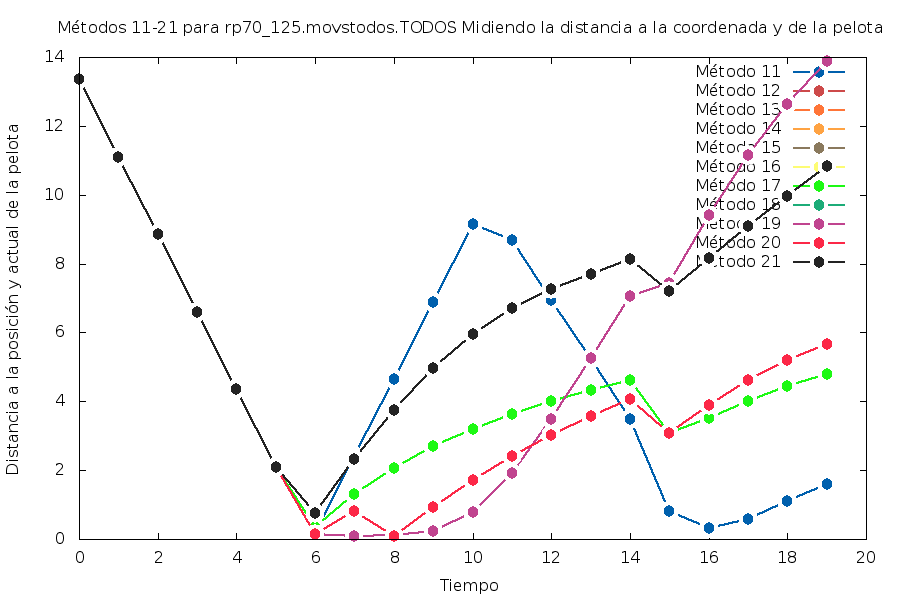 Métodos 11-21 para rp70_125.movstodos.TODOS Midiendo la distancia a la coordenada y de la pelota
Distancia a la posición y actual de la pelota
14
12
10
8
6
4
2
0
0 2 4 6 8 10 12 14 16 18 20
Tiempo
Método 11
Método 12
Método 13
Método 14
Método 15
Método 16
Método 17
Método 18
Método 19
Método 20
Método 21